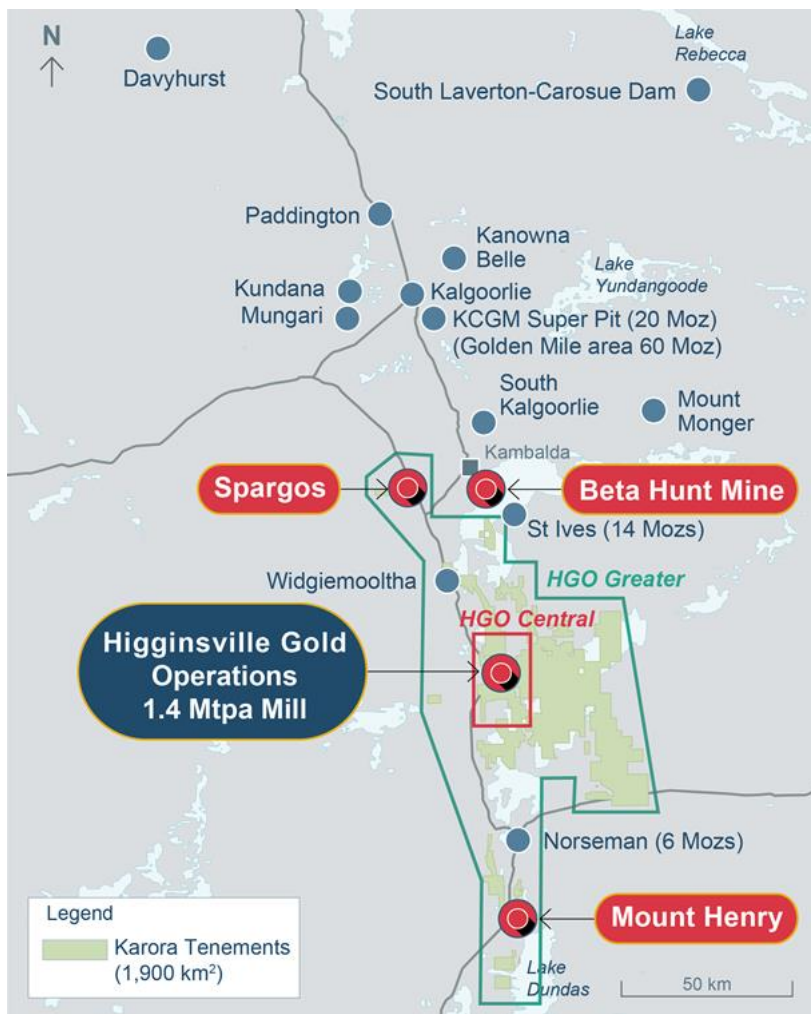 N
Davyhurst
Lake
Rebecca
South Laverton-Carosue Dam
Paddington
Kanowna
Belle
Lake
Yundangoode
Kundana
Mungari
Kalgoorlie
KCGM Super Pit (20 Moz)
(Golden Mile area 60 Moz)
South
Kalgoorlie
Mount
Monger
Kambalda
Spargos
Beta Hunt Mine
St Ives (14 Mozs)
Widgiemooltha
HGO Greater
HGO Central
Higginsville Gold
Operations
1.4 Mtpa Mill
Norseman (6 Mozs)
Mount Henry
Lake
Dundas
Legend
Karora Tenements
(1,900 km²)
50 km